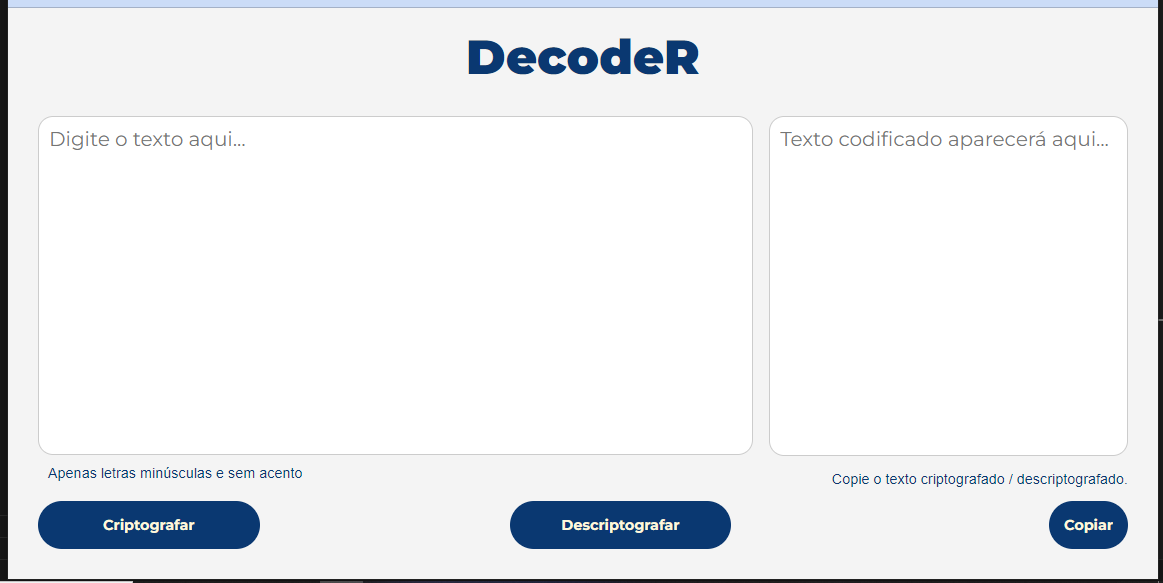 DecodeR
Digite o texto aqui...
Texto codificado aparecerá aqui...
Apenas letras minúsculas e sem acento
Copie o texto criptografado / descriptografado.
Criptografar
Descriptografar
Copiar